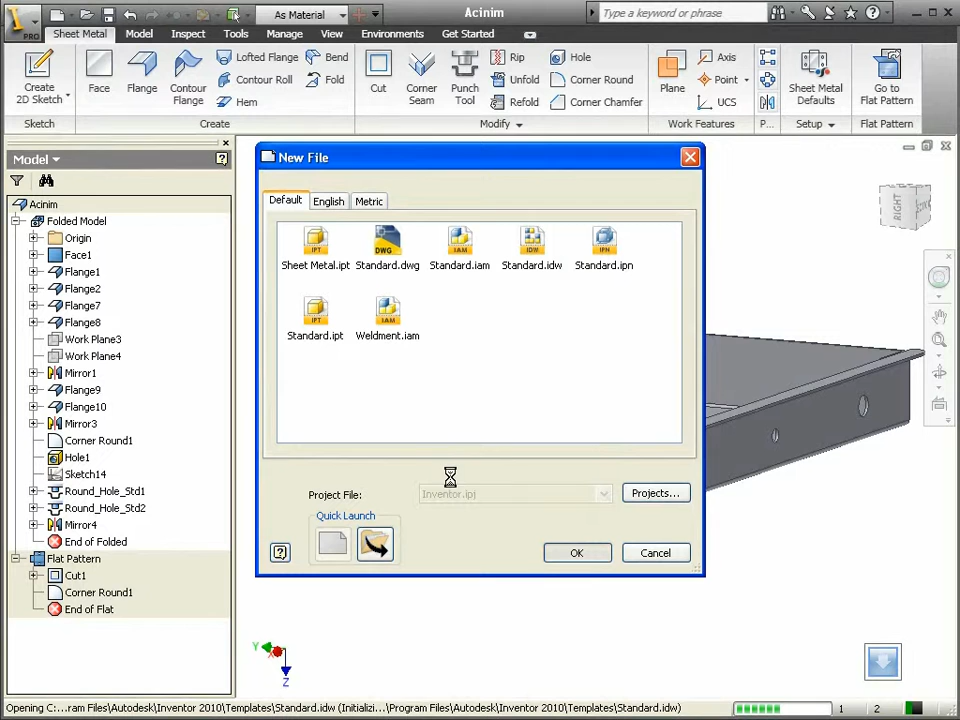 As Material
Acinim
Type a keyword or phrase
PRO
Sheet Metal Model Inspect Tools Manage View Environments Get Started
Create
2D Sketch
Face
Flange
Contour
Flange
Lofted Flange
Contour Roll
Hem
Bend
Fold
Cut
Corner
Seam
Punch
Tool
Rip
Unfold
Refold
Hole
Corner Round
Corner Chamfer
Plane
Axis
Point
UCS
Sheet Metal
Defaults
Go to
Flat Pattern
Sketch Create Modify Work Features P... Setup Flat Pattern
Model
Acinim
Folded Model
Origin
Face1
Flange1
Flange2
Flange7
Flange8
Work Plane3
Work Plane4
Mirror1
Flange9
Flange10
Mirror3
Corner Round1
Hole1
Sketch14
Round_Hole_Std1
Round_Hole_Std2
Mirror4
End of Folded
Flat Pattern
Cut1
Corner Round1
End of Flat
New File
Default English Metric
IPT DWG IAM IDW IPN
Sheet Metal.ipt Standard.dwg Standard.iam Standard.idw Standard.ipn
IPT IAM
Standard.ipt Weldment.iam
Project File: Inventor.ipj Projects...
Quick Launch
OK Cancel
RIGHT
Y
X
Z
Opening C:...ram Files\Autodesk\Inventor 2010\Templates\Standard.idw (Initializi...\Program Files\Autodesk\Inventor 2010\Templates\Standard.idw) 1 2